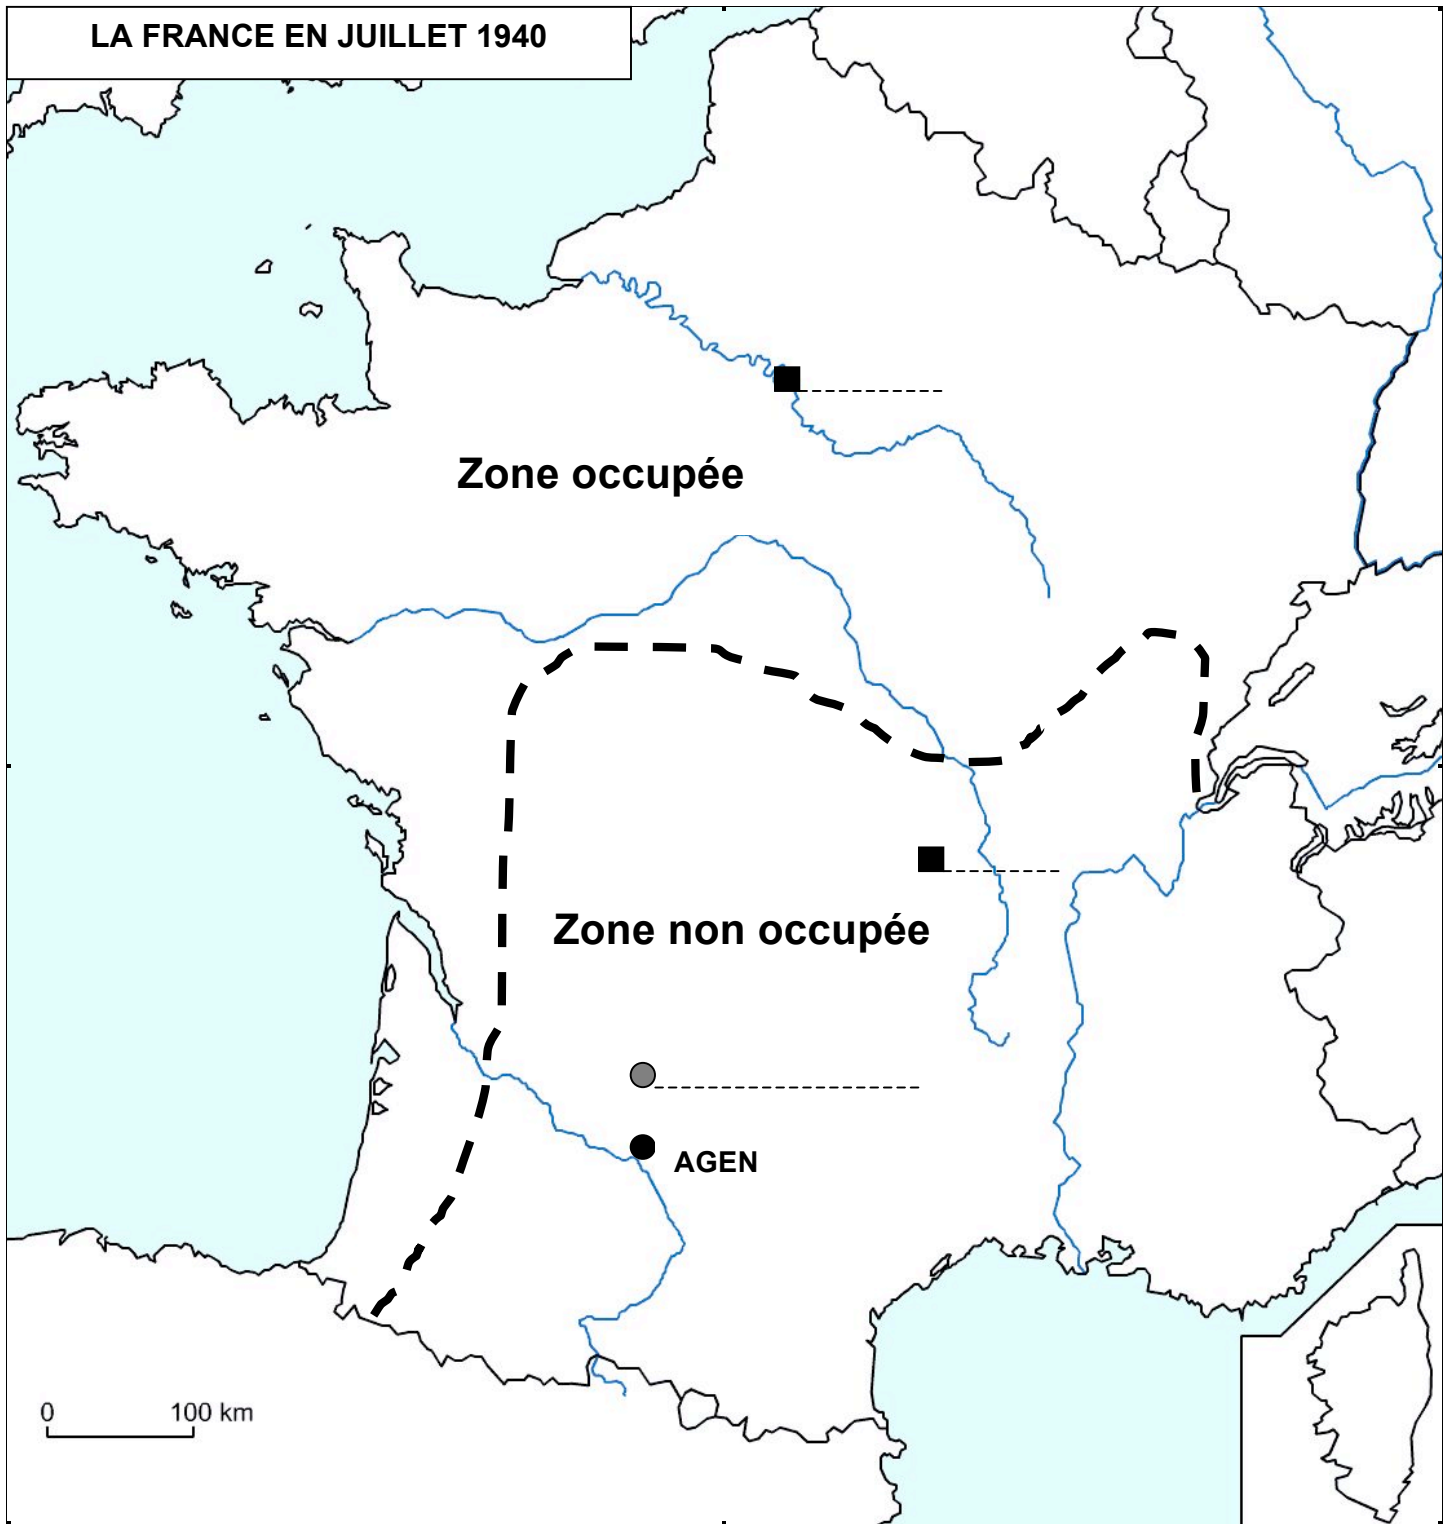 LA FRANCE EN JUILLET 1940
Zone occupée
Zone non occupée
AGEN
0 100 km